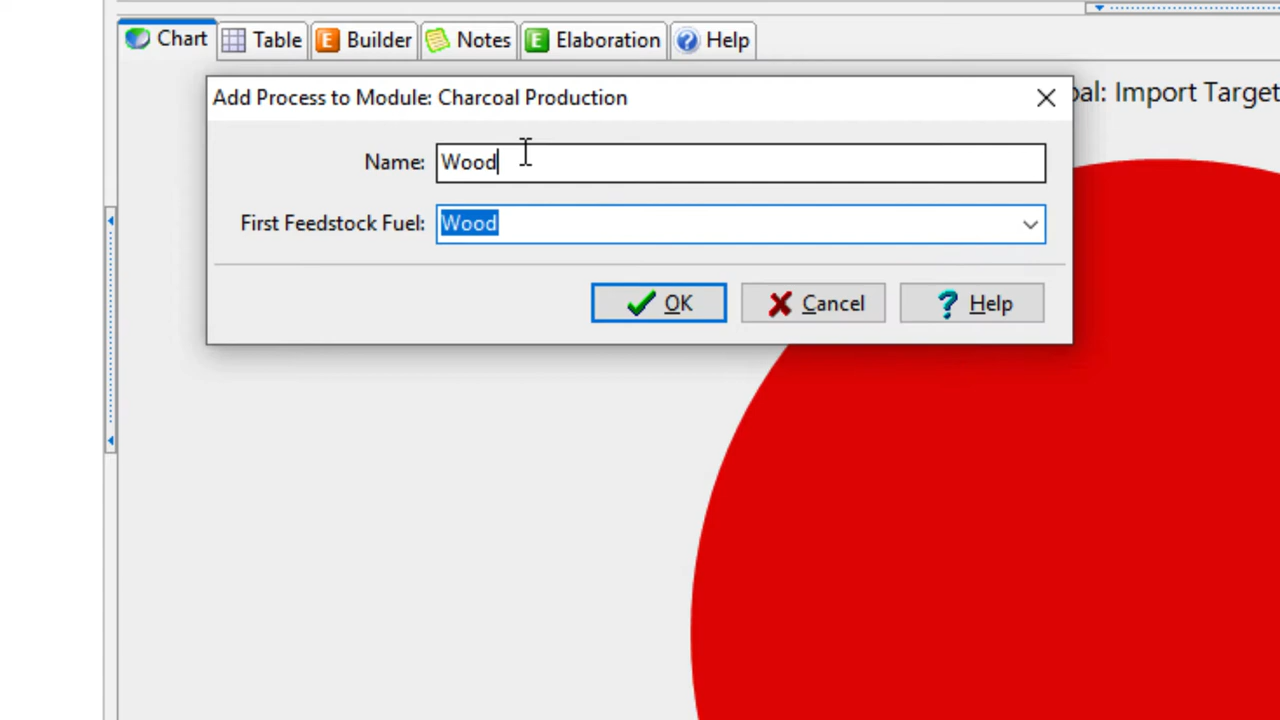 Chart Table Builder Notes Elaboration Help
Add Process to Module: Charcoal Production
Import Target
Name: Wood
First Feedstock Fuel: Wood
OK Cancel Help